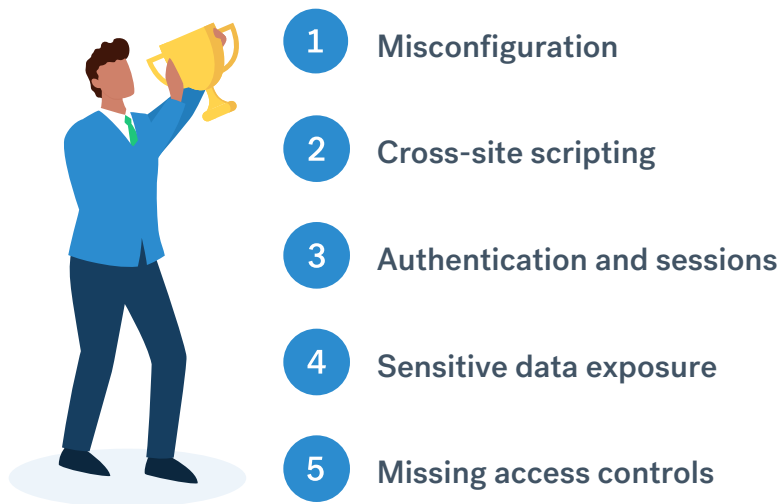 1 Misconfiguration
2 Cross-site scripting
3 Authentication and sessions
4 Sensitive data exposure
5 Missing access controls